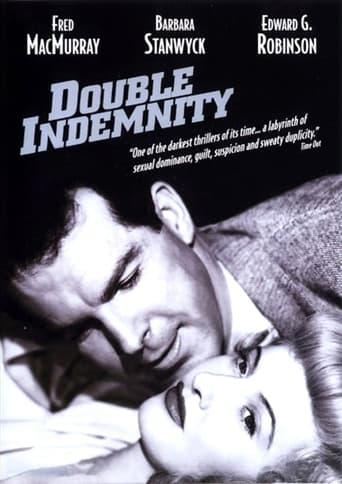 FRED MacMURRAY
BARBARA STANWYCK
EDWARD G. ROBINSON
DOUBLE
INDEMNITY
"One of the darkest thrillers of its time... a labyrinth of
sexual dominance, guilt, suspicion and sweaty duplicity."
Time Out